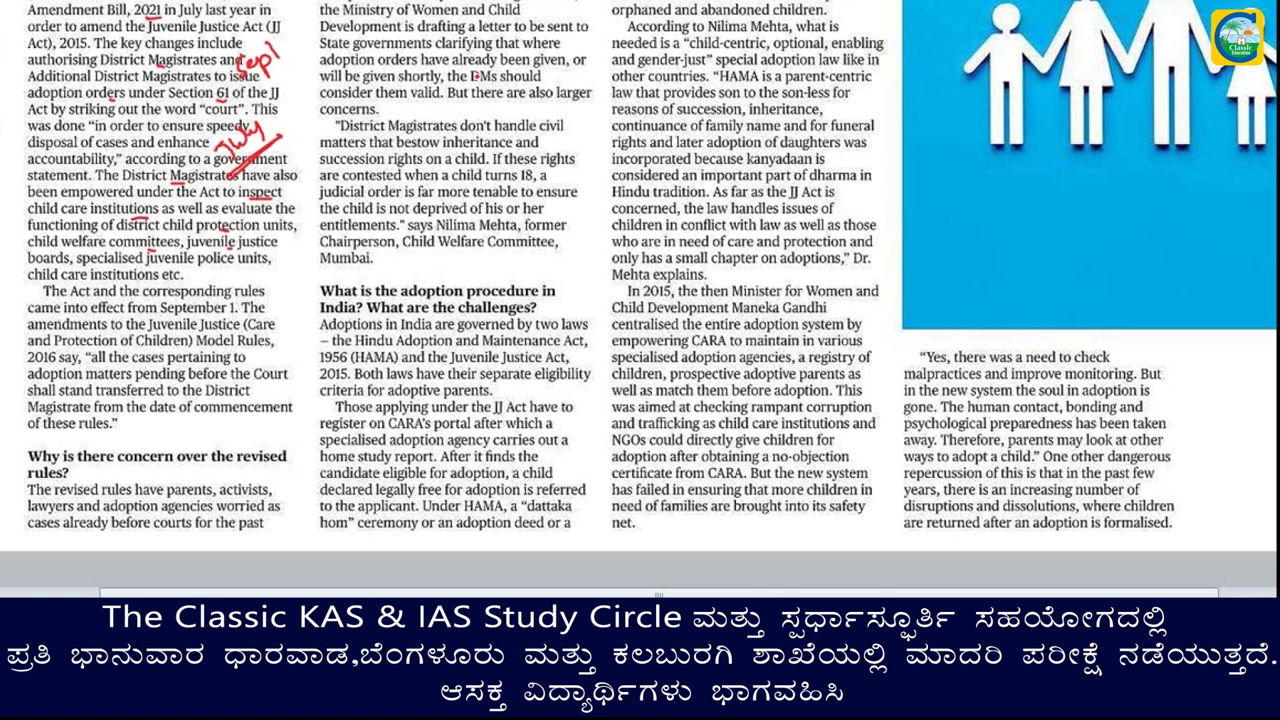 Amendment Bill, 2021 in July last year in
order to amend the Juvenile Justice Act (JJ
Act), 2015. The key changes include
authorising District Magistrates and
Additional District Magistrates to issue
adoption orders under Section 61 of the JJ
Act by striking out the word “court”. This
was done “in order to ensure speedy
disposal of cases and enhance
accountability,” according to a government
statement. The District Magistrates have also
been empowered under the Act to inspect
child care institutions as well as evaluate the
functioning of district child protection units,
child welfare committees, juvenile justice
boards, specialised juvenile police units,
child care institutions etc.
The Act and the corresponding rules
came into effect from September 1. The
amendments to the Juvenile Justice (Care
and Protection of Children) Model Rules,
2016 say, “all the cases pertaining to
adoption matters pending before the Court
shall stand transferred to the District
Magistrate from the date of commencement
of these rules.”
Why is there concern over the revised
rules?
The revised rules have parents, activists,
lawyers and adoption agencies worried as
cases already before courts for the past
Sept
July
the Ministry of Women and Child
Development is drafting a letter to be sent to
State governments clarifying that where
adoption orders have already been given, or
will be given shortly, the DMs should
consider them valid. But there are also larger
concerns.
"District Magistrates don't handle civil
matters that bestow inheritance and
succession rights on a child. If these rights
are contested when a child turns 18, a
judicial order is far more tenable to ensure
the child is not deprived of his or her
entitlements." says Nilima Mehta, former
Chairperson, Child Welfare Committee,
Mumbai.
What is the adoption procedure in
India? What are the challenges?
Adoptions in India are governed by two laws
– the Hindu Adoption and Maintenance Act,
1956 (HAMA) and the Juvenile Justice Act,
2015. Both laws have their separate eligibility
criteria for adoptive parents.
Those applying under the JJ Act have to
register on CARA’s portal after which a
specialised adoption agency carries out a
home study report. After it finds the
candidate eligible for adoption, a child
declared legally free for adoption is referred
to the applicant. Under HAMA, a “dattaka
hom” ceremony or an adoption deed or a
orphaned and abandoned children.
According to Nilima Mehta, what is
needed is a “child-centric, optional, enabling
and gender-just” special adoption law like in
other countries. “HAMA is a parent-centric
law that provides son to the son-less for
reasons of succession, inheritance,
continuance of family name and for funeral
rights and later adoption of daughters was
incorporated because kanyadaan is
considered an important part of dharma in
Hindu tradition. As far as the JJ Act is
concerned, the law handles issues of
children in conflict with law as well as those
who are in need of care and protection and
only has a small chapter on adoptions,” Dr.
Mehta explains.
In 2015, the then Minister for Women and
Child Development Maneka Gandhi
centralised the entire adoption system by
empowering CARA to maintain in various
specialised adoption agencies, a registry of
children, prospective adoptive parents as
well as match them before adoption. This
was aimed at checking rampant corruption
and trafficking as child care institutions and
NGOs could directly give children for
adoption after obtaining a no-objection
certificate from CARA. But the new system
has failed in ensuring that more children in
need of families are brought into its safety
net.
“Yes, there was a need to check
malpractices and improve monitoring. But
in the new system the soul in adoption is
gone. The human contact, bonding and
psychological preparedness has been taken
away. Therefore, parents may look at other
ways to adopt a child.” One other dangerous
repercussion of this is that in the past few
years, there is an increasing number of
disruptions and dissolutions, where children
are returned after an adoption is formalised.
Classic
Education
The Classic KAS & IAS Study Circle ಮತ್ತು ಸ್ಪರ್ಧಾಸ್ಫೂರ್ತಿ ಸಹಯೋಗದಲ್ಲಿ
ಪ್ರತಿ ಭಾನುವಾರ ಧಾರವಾಡ,ಬೆಂಗಳೂರು ಮತ್ತು ಕಲಬುರಗಿ ಶಾಖೆಯಲ್ಲಿ ಮಾದರಿ ಪರೀಕ್ಷೆ ನಡೆಯುತ್ತದೆ.
ಆಸಕ್ತ ವಿದ್ಯಾರ್ಥಿಗಳು ಭಾಗವಹಿಸಿ